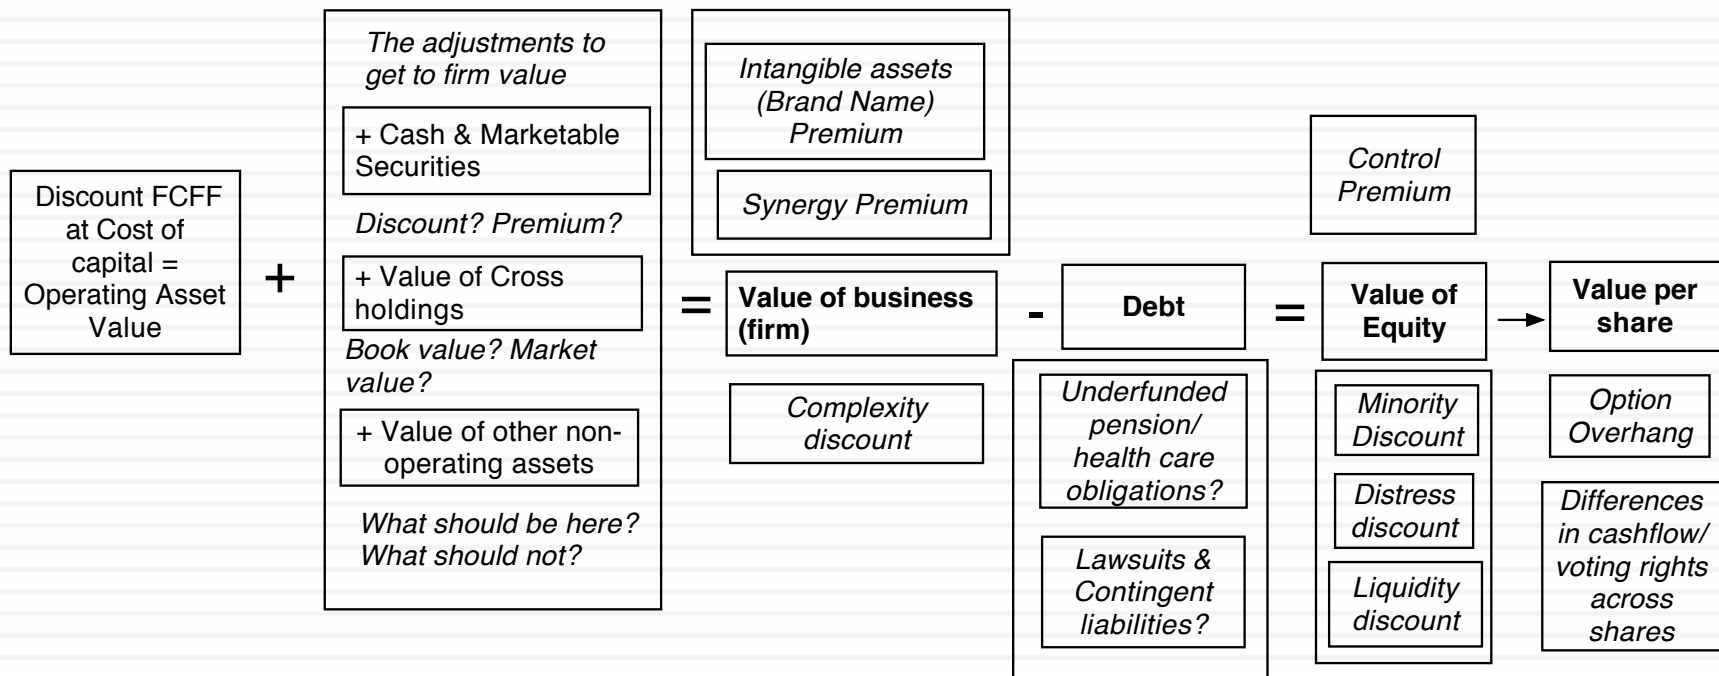 Discount FCFF
at Cost of
capital =
Operating Asset
Value
+
The adjustments to
get to firm value
+ Cash & Marketable
Securities
Discount? Premium?
+ Value of Cross
holdings
Book value? Market
value?
+ Value of other non-
operating assets
What should be here?
What should not?
=
Intangible assets
(Brand Name)
Premium
Synergy Premium
Value of business
(firm)
Complexity
discount
-
Debt
Underfunded
pension/
health care
obligations?
Lawsuits &
Contingent
liabilities?
=
Control
Premium
Value of
Equity
Minority
Discount
Distress
discount
Liquidity
discount
Value per
share
Option
Overhang
Differences
in cashflow/
voting rights
across
shares